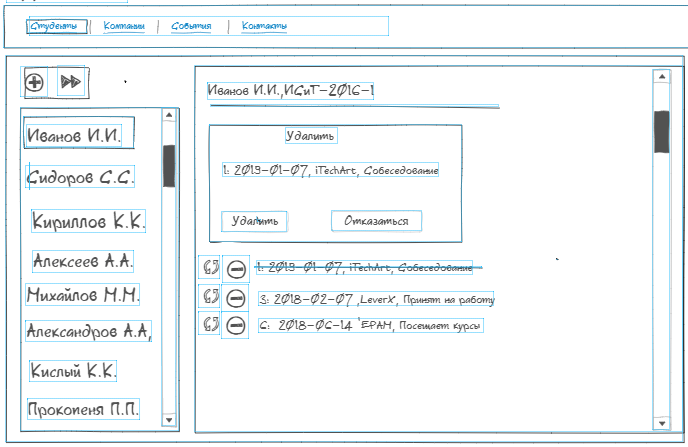 Студенты Компании События Контакты
Иванов И.И.
Сидоров С.С.
Кириллов К.К.
Алексеев А.А.
Михайлов М.М.
Александров А.А,
Кислый К.К.
Прокопеня П.П.
Иванов И.И.,ИСиТ-2016-1
Удалить
1: 2019-01-07, iTechArt, Собеседование
Удалить Отказаться
1: 2019-01-07, iTechArt, Собеседование
3: 2018-02-07 ,LeverX, Принят на работу
6: 2018-06-14 'EPAM, Посещает курсы